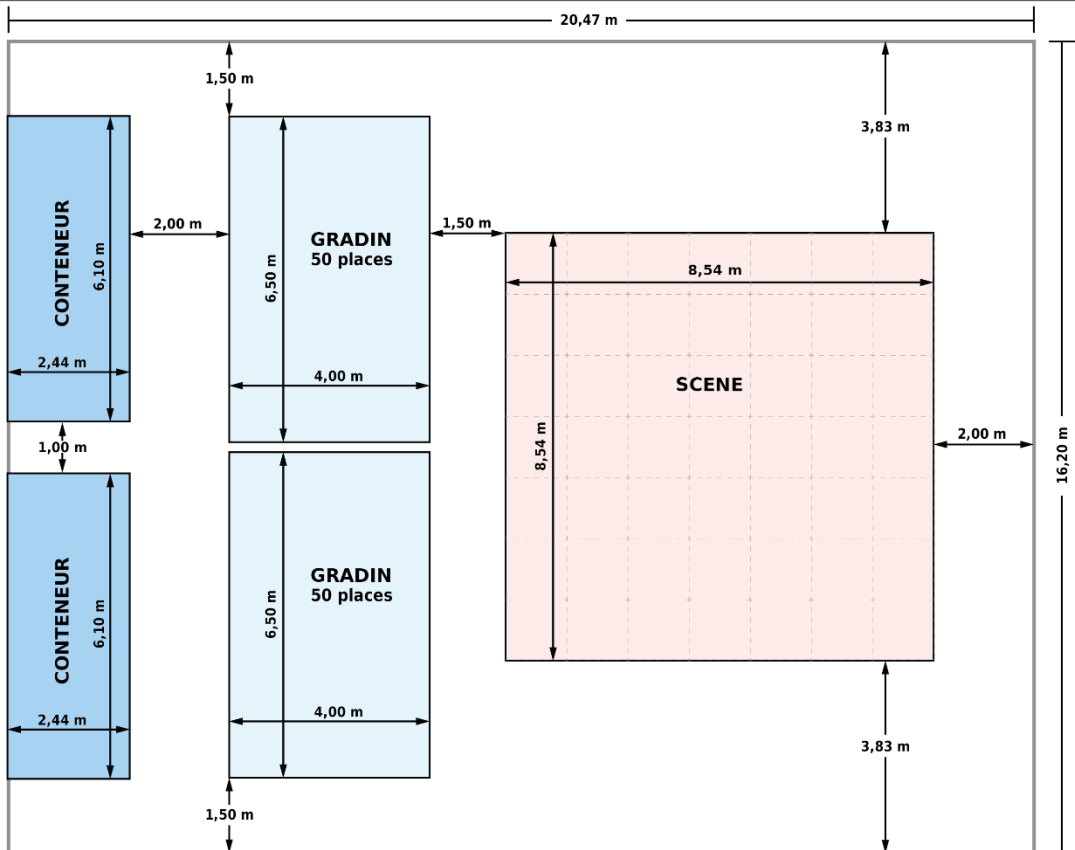 20,47 m
1,50 m
3,83 m
CONTENEUR
6,10 m
2,44 m
2,00 m
GRADIN
50 places
6,50 m
4,00 m
1,50 m
8,54 m
SCENE
8,54 m
2,00 m
16,20 m
1,00 m
CONTENEUR
6,10 m
2,44 m
GRADIN
50 places
6,50 m
4,00 m
3,83 m
1,50 m